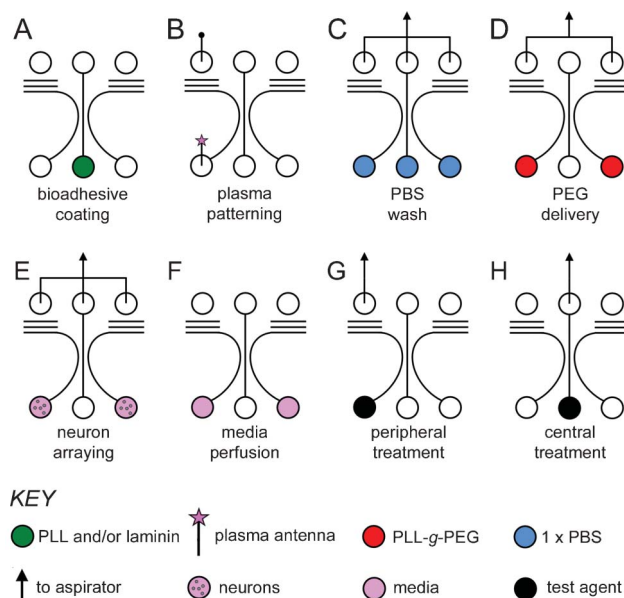 A
B
C
D
bioadhesive
coating
plasma
patterning
PBS
wash
PEG
delivery
E
F
G
H
neuron
arraying
media
perfusion
peripheral
treatment
central
treatment
KEY
PLL and/or laminin
plasma antenna
PLL-g-PEG
1 x PBS
to aspirator
neurons
media
test agent